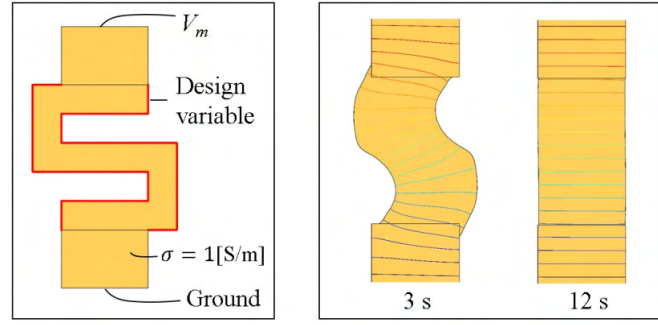 V_m
Design
variable
σ = 1[S/m]
Ground
3 s
12 s